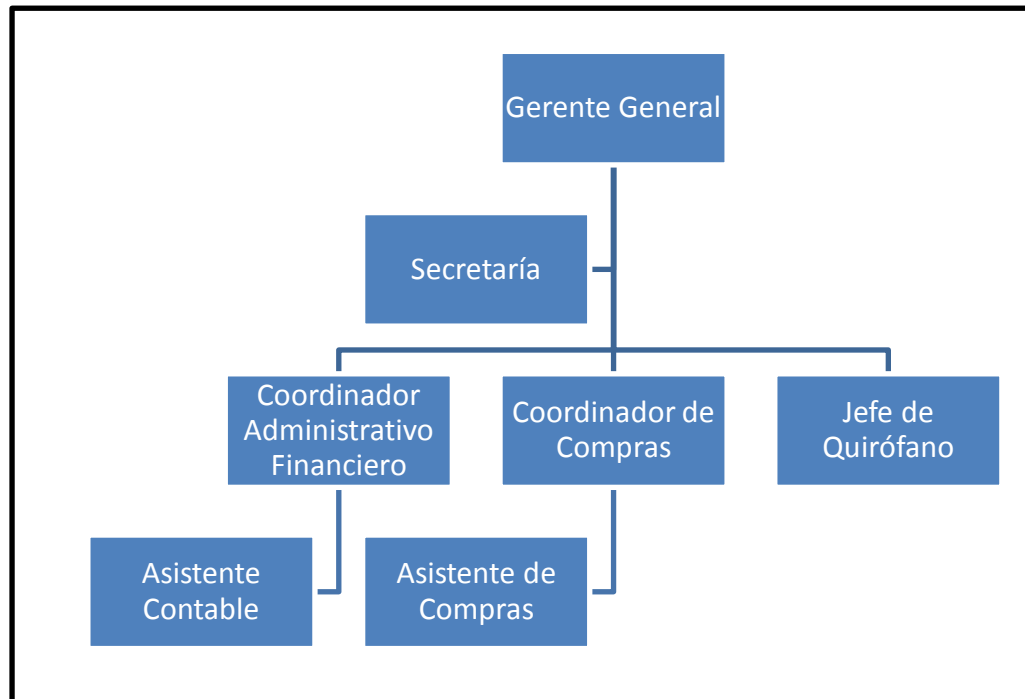 Gerente General
Secretaría
Coordinador
Administrativo
Financiero
Coordinador de
Compras
Jefe de
Quirófano
Asistente
Contable
Asistente de
Compras